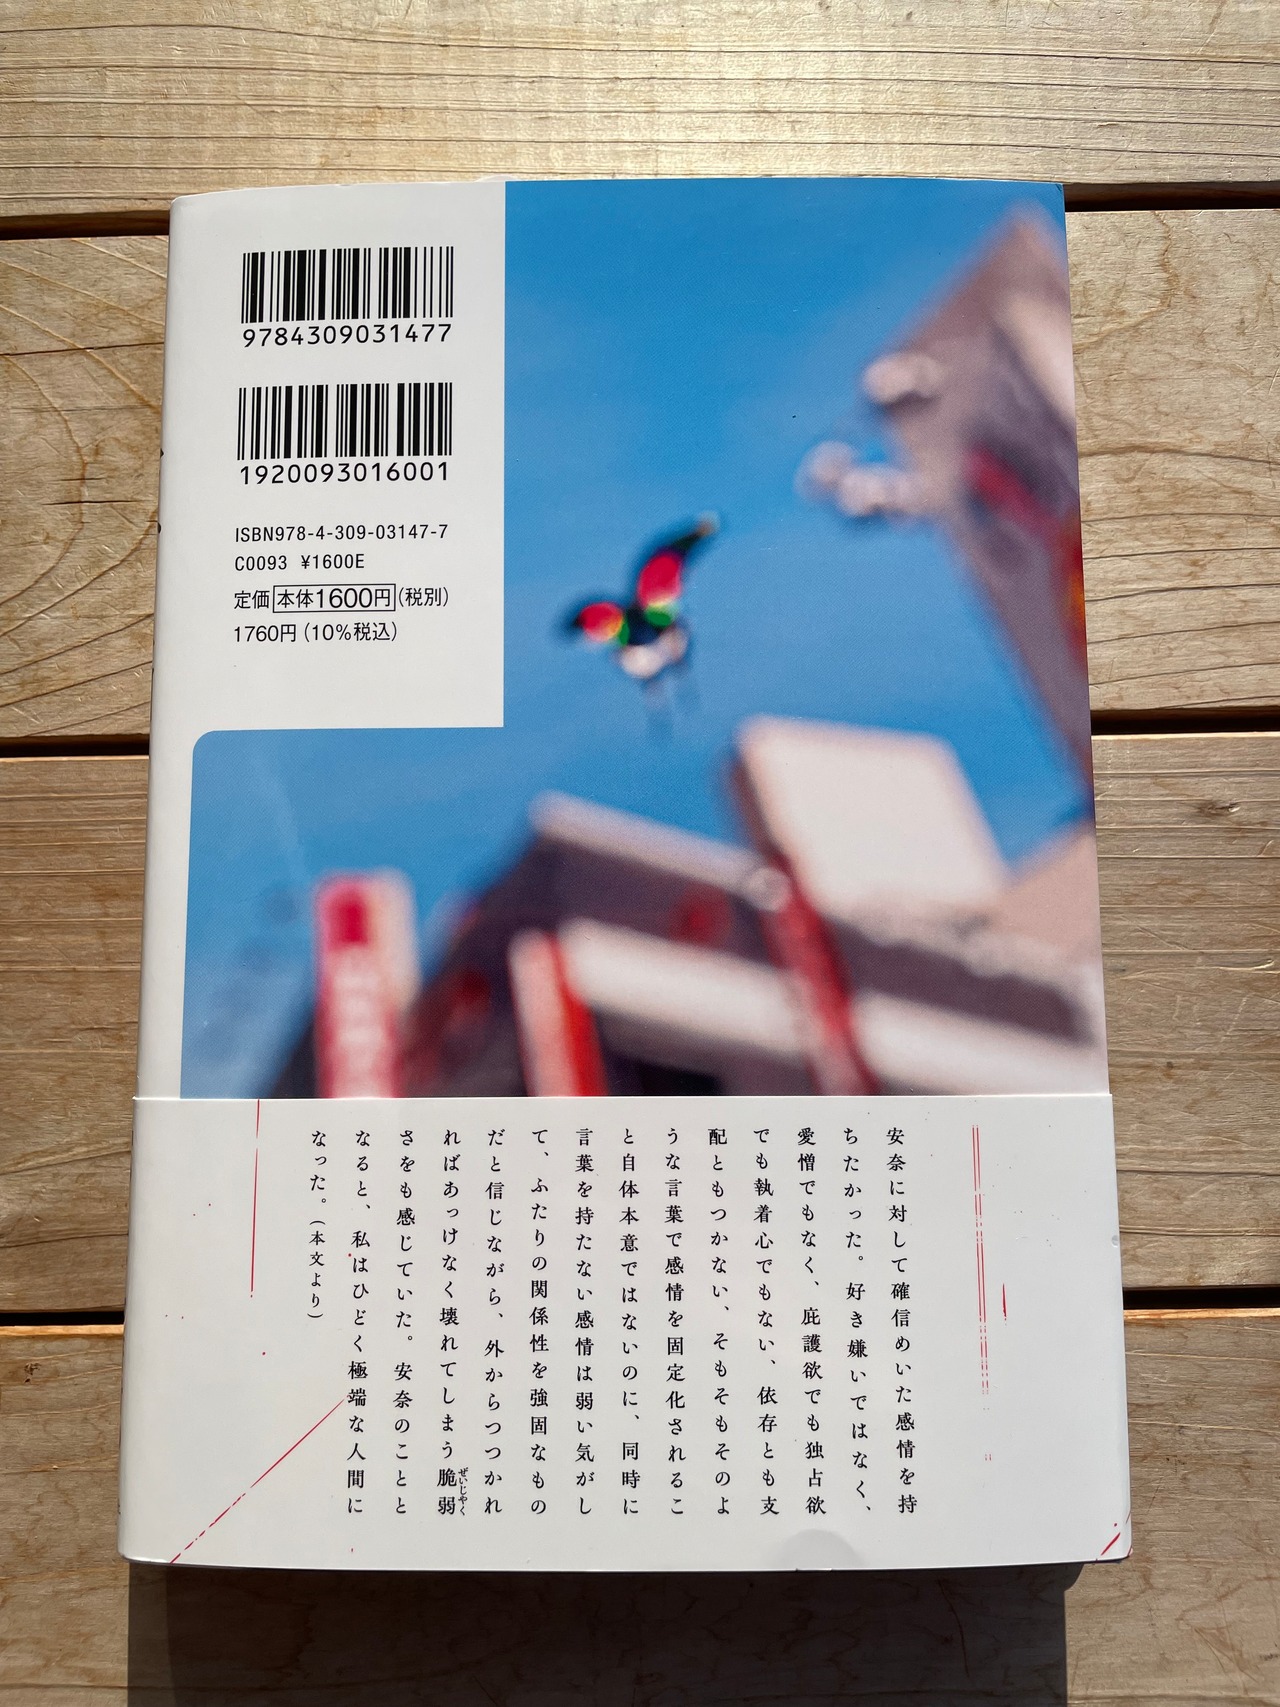 9784309031477
1920093016001
ISBN978-4-309-03147-7
C0093 ¥1600E
定価本体1600円(税別)
1760円(10%税込)
安奈に対して確信めいた感情を持
ちたかった。好き嫌いではなく、
愛憎でもなく、庇護欲でも独占欲
でも執着心でもない、依存とも支
配ともつかない、そもそもそのよ
うな言葉で感情を固定化されるこ
と自体本意ではないのに、同時に
言葉を持たない感情は弱い気がし
て、ふたりの関係性を強固なもの
だと信じながら、外からつつかれ
ればあっけなく壊れてしまう脆弱
ぜいじゃく
さをも感じていた。安奈のことと
なると、私はひどく極端な人間に
なった。(本文より)